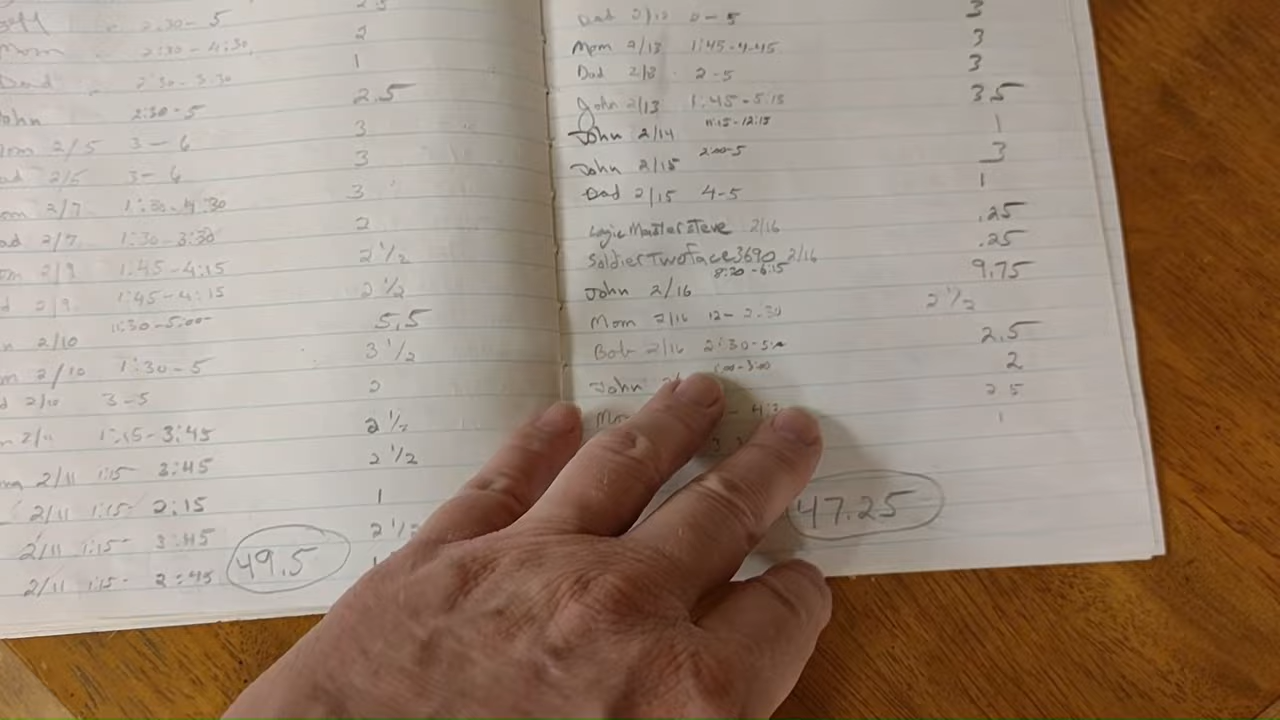 2:30-5 2.5
Mom 2:30-4:30 2
Dad 2:30-3:30 1
John 2:30-5 2.5
2/5 3-6 3
2/5 3-6 3
2/7 1:30-4:30 3
2/7 1:30-3:30 2
2/9 1:45-4:15 2 1/2
2/9 1:45-4:15 2 1/2
2/10 11:30-5:00 5.5
2/10 1:30-5 3 1/2
2/10 3-5 2
1:15-3:45 2 1/2
2/11 1:15 3:45 2 1/2
2/11 1:15- 2:15 1
2/11 1:15- 3:45 2 1/2
2/11 1:15- 2:45
49.5
Dad 3
Mom 2/13 1:45-4:45 3
Dad 2-5 3
John 2/13 1:45-5:15 3.5
John 2/14 11:15-12:15 1
John 2/15 2:00-5 3
Dad 2/15 4-5 1
LogicMasterSteve 2/16 .25
SoldierTwoface3690 2/16 .25
John 2/16 8:30-6:15 9.75
Mom 2/16 12-2:30 2 1/2
Bob 2/16 2:30-5 2.5
John 2
2.5
1
47.25